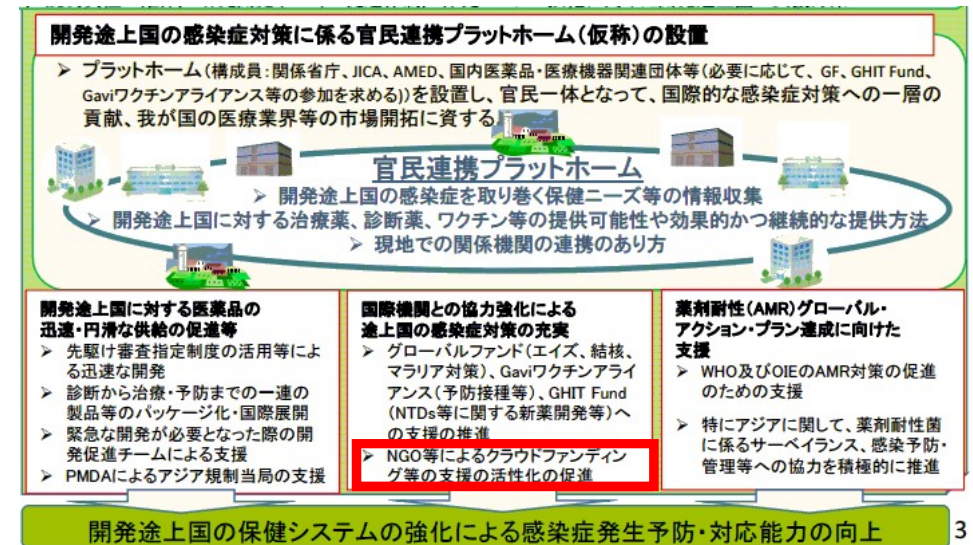 開発途上国の感染症対策に係る官民連携プラットホーム(仮称)の設置
➢ プラットホーム(構成員:関係省庁、JICA、AMED、国内医薬品・医療機器関連団体等(必要に応じて、GF、GHIT Fund、
Gaviワクチンアライアンス等の参加を求める))を設置し、官民一体となって、国際的な感染症対策への一層の
貢献、我が国の医療業界等の市場開拓に資する
官民連携プラットホーム
➢ 開発途上国の感染症を取り巻く保健ニーズ等の情報収集
➢ 開発途上国に対する治療薬、診断薬、ワクチン等の提供可能性や効果的かつ継続的な提供方法
➢ 現地での関係機関の連携のあり方
開発途上国に対する医薬品の
迅速・円滑な供給の促進等
➢ 先駆け審査指定制度の活用等によ
る迅速な開発
➢ 診断から治療・予防までの一連の
製品等のパッケージ化・国際展開
➢ 緊急な開発が必要となった際の開
発促進チームによる支援
➢ PMDAによるアジア規制当局の支援
国際機関との協力強化による
途上国の感染症対策の充実
➢ グローバルファンド(エイズ、結核、
マラリア対策)、Gaviワクチンアライ
アンス(予防接種等)、GHIT Fund
(NTDs等に関する新薬開発等)へ
の支援の推進
➢ NGO等によるクラウドファンディン
グ等の支援の活性化の促進
薬剤耐性(AMR)グローバル・
アクション・プラン達成に向けた
支援
➢ WHO及びOIEのAMR対策の促進
のための支援
➢ 特にアジアに関して、薬剤耐性菌
に係るサーベイランス、感染予防・
管理等への協力を積極的に推進
開発途上国の保健システムの強化による感染症発生予防・対応能力の向上
3